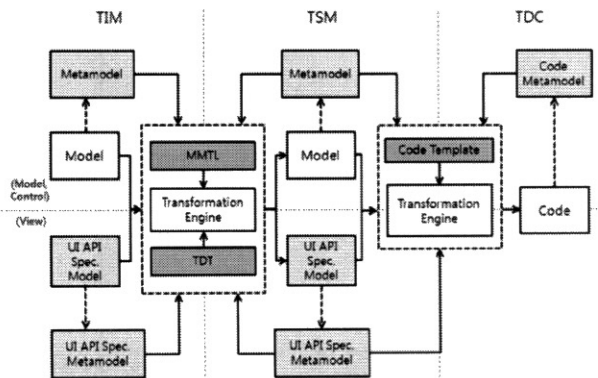 TIM
TSM
TDC
Metamodel
Metamodel
Code
Metamodel
Model
MMTL
Model
Code Template
(Model,
Control)
Transformation
Engine
Transformation
Engine
Code
(View)
UI API
Spec.
Model
TDT
UI API
Spec.
Model
UI API Spec.
Metamodel
UI API Spec.
Metamodel